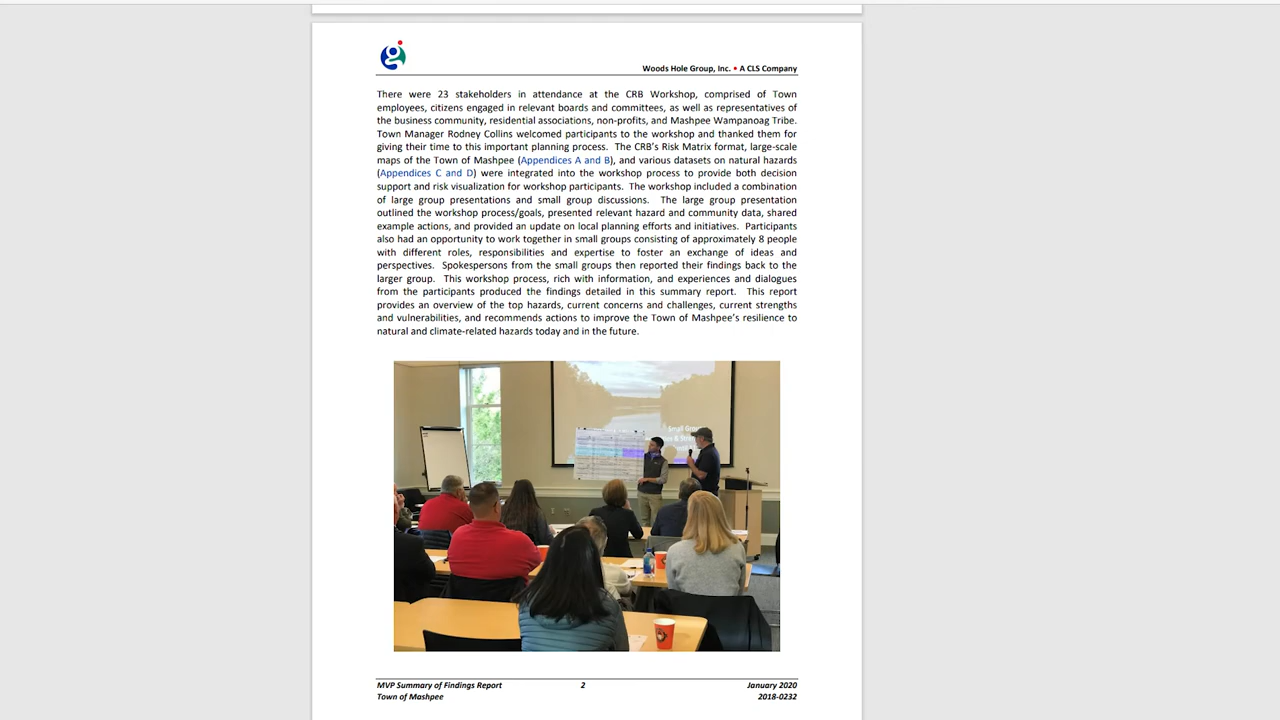 Woods Hole Group, Inc. • A CLS Company
There were 23 stakeholders in attendance at the CRB Workshop, comprised of Town
employees, citizens engaged in relevant boards and committees, as well as representatives of
the business community, residential associations, non-profits, and Mashpee Wampanoag Tribe.
Town Manager Rodney Collins welcomed participants to the workshop and thanked them for
giving their time to this important planning process. The CRB's Risk Matrix format, large-scale
maps of the Town of Mashpee (Appendices A and B), and various datasets on natural hazards
(Appendices C and D) were integrated into the workshop process to provide both decision
support and risk visualization for workshop participants. The workshop included a combination
of large group presentations and small group discussions. The large group presentation
outlined the workshop process/goals, presented relevant hazard and community data, shared
example actions, and provided an update on local planning efforts and initiatives. Participants
also had an opportunity to work together in small groups consisting of approximately 8 people
with different roles, responsibilities and expertise to foster an exchange of ideas and
perspectives. Spokespersons from the small groups then reported their findings back to the
larger group. This workshop process, rich with information, and experiences and dialogues
from the participants produced the findings detailed in this summary report. This report
provides an overview of the top hazards, current concerns and challenges, current strengths
and vulnerabilities, and recommends actions to improve the Town of Mashpee's resilience to
natural and climate-related hazards today and in the future.
Small
MVP Summary of Findings Report 2 January 2020
Town of Mashpee 2018-0232